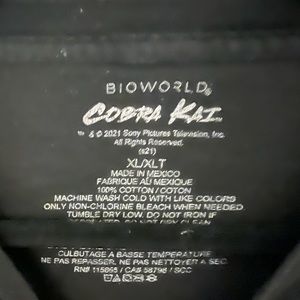 BIOWORLD®
COBRA KAI™
™ & © 2021 Sony Pictures Television, Inc.
All Rights Reserved.
(s21)
XL/XLT
MADE IN MEXICO
FABRIQUE AU MEXIQUE
100% COTTON / COTON
MACHINE WASH COLD WITH LIKE COLORS
ONLY NON-CHLORINE BLEACH WHEN NEEDED
TUMBLE DRY LOW. DO NOT IRON IF
CULBUTAGE A BASSE TEMPERATURE
NE PAS REPASSER. NE PAS NETTOYER A SEC.
RN# 115865 / CA# 58798 / SCC